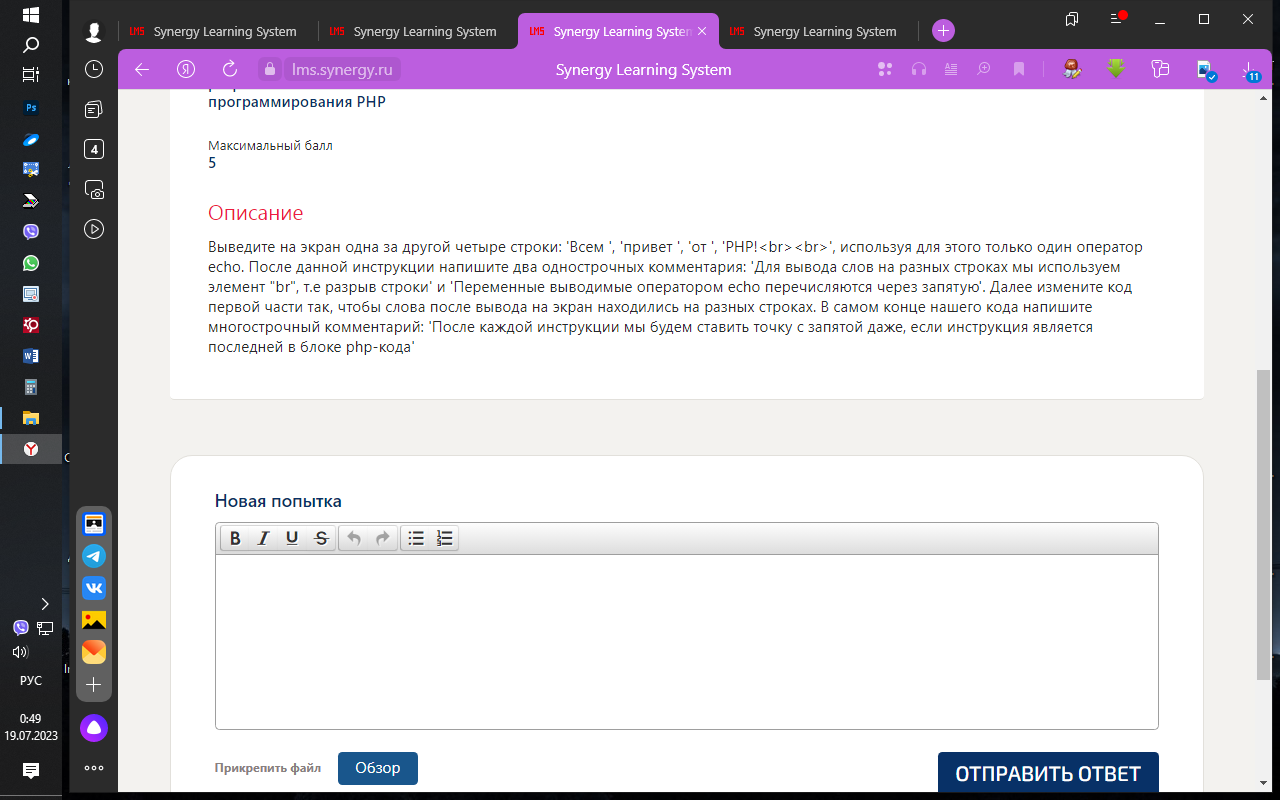 Synergy Learning System
Synergy Learning System
Synergy Learning System
Synergy Learning System
lms.synergy.ru
Synergy Learning System
11
4
программирования PHP
Максимальный балл
5
Описание
Выведите на экран одна за другой четыре строки: 'Всем ', 'привет ', 'от ', 'PHP!<br><br>', используя для этого только один оператор
echo. После данной инструкции напишите два однострочных комментария: 'Для вывода слов на разных строках мы используем
элемент "br", т.е разрыв строки' и 'Переменные выводимые оператором echo перечисляются через запятую'. Далее измените код
первой части так, чтобы слова после вывода на экран находились на разных строках. В самом конце нашего кода напишите
многострочный комментарий: 'После каждой инструкции мы будем ставить точку с запятой даже, если инструкция является
последней в блоке php-кода'
Новая попытка
B I U S
Прикрепить файл
Обзор
ОТПРАВИТЬ ОТВЕТ
РУС
0:49
19.07.2023